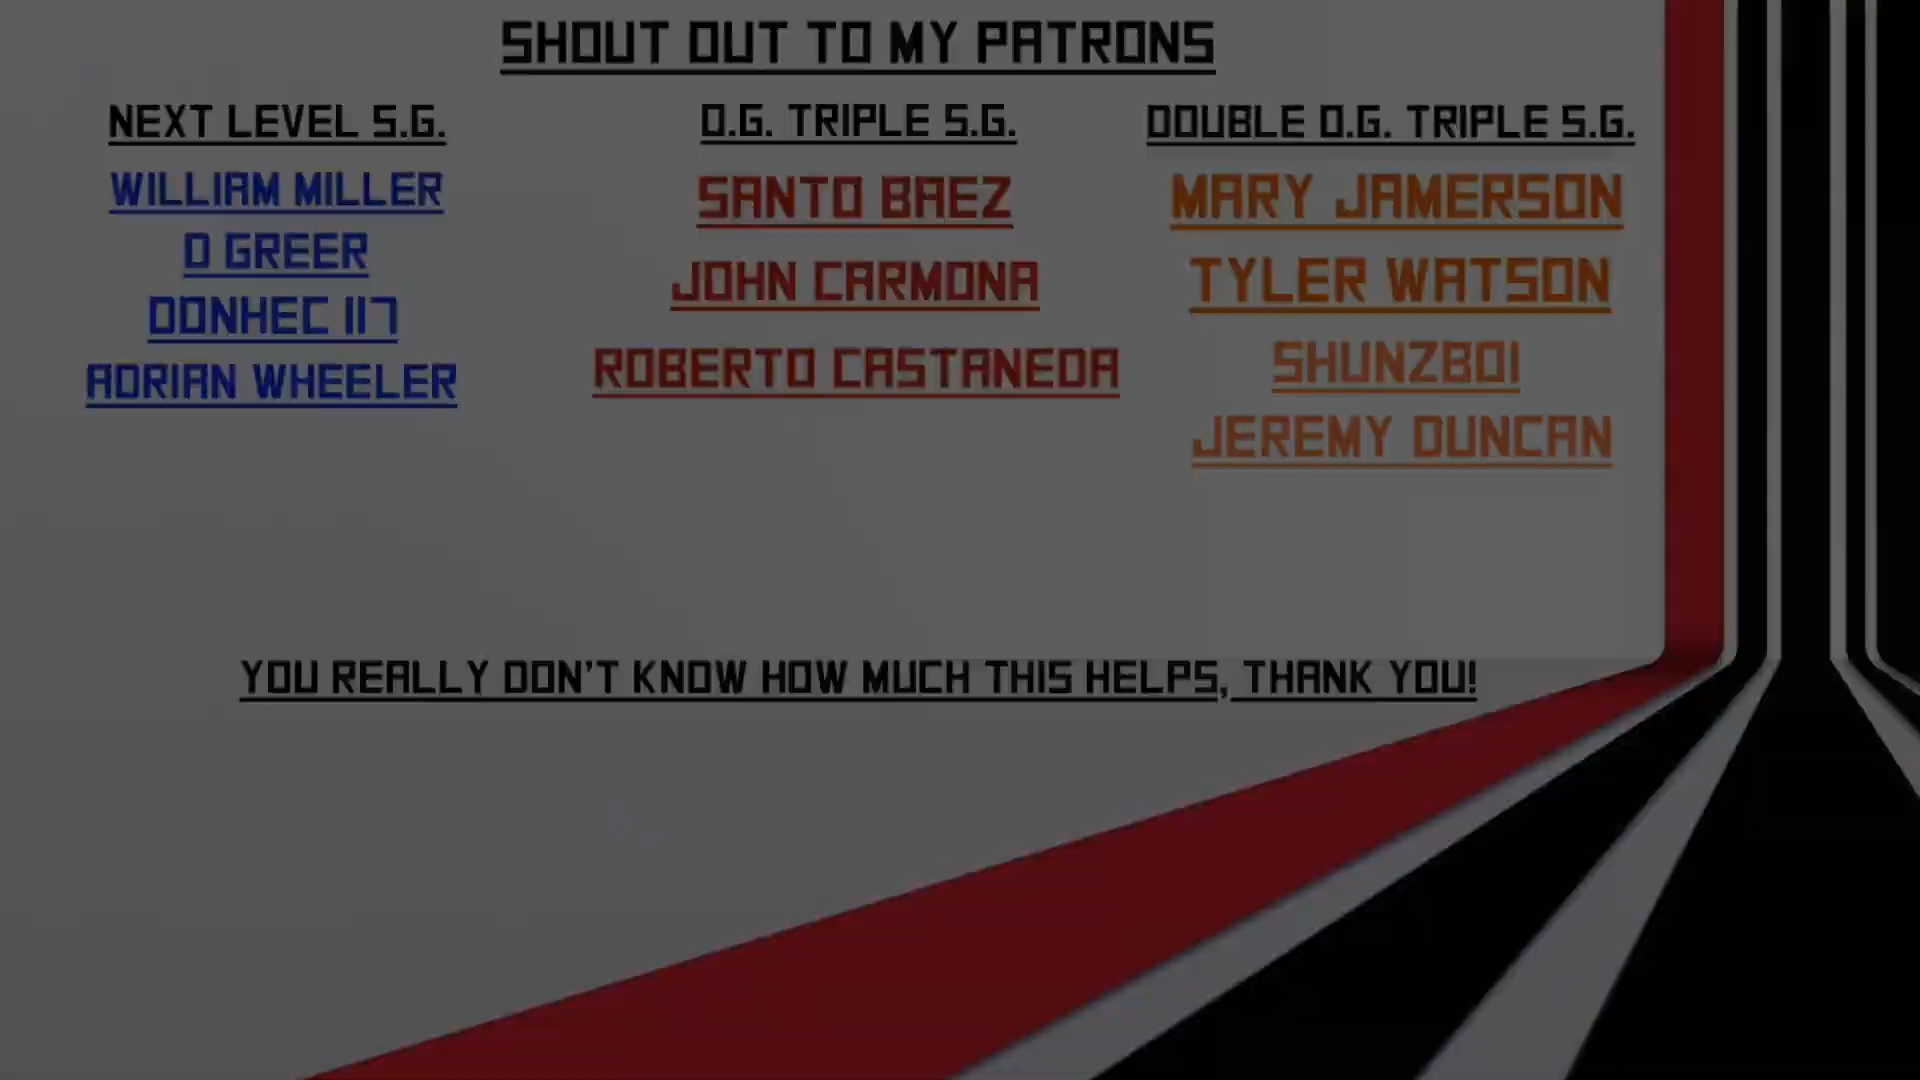 SHOUT OUT TO MY PATRONS
NEXT LEVEL S.G.
WILLIAM MILLER
D GREER
DONHEC 117
ADRIAN WHEELER
O.G. TRIPLE S.G.
SANTO BAEZ
JOHN CARMONA
ROBERTO CASTANEDA
DOUBLE O.G. TRIPLE S.G.
MARY JAMERSON
TYLER WATSON
SHUNZBOI
JEREMY DUNCAN
YOU REALLY DON'T KNOW HOW MUCH THIS HELPS, THANK YOU!